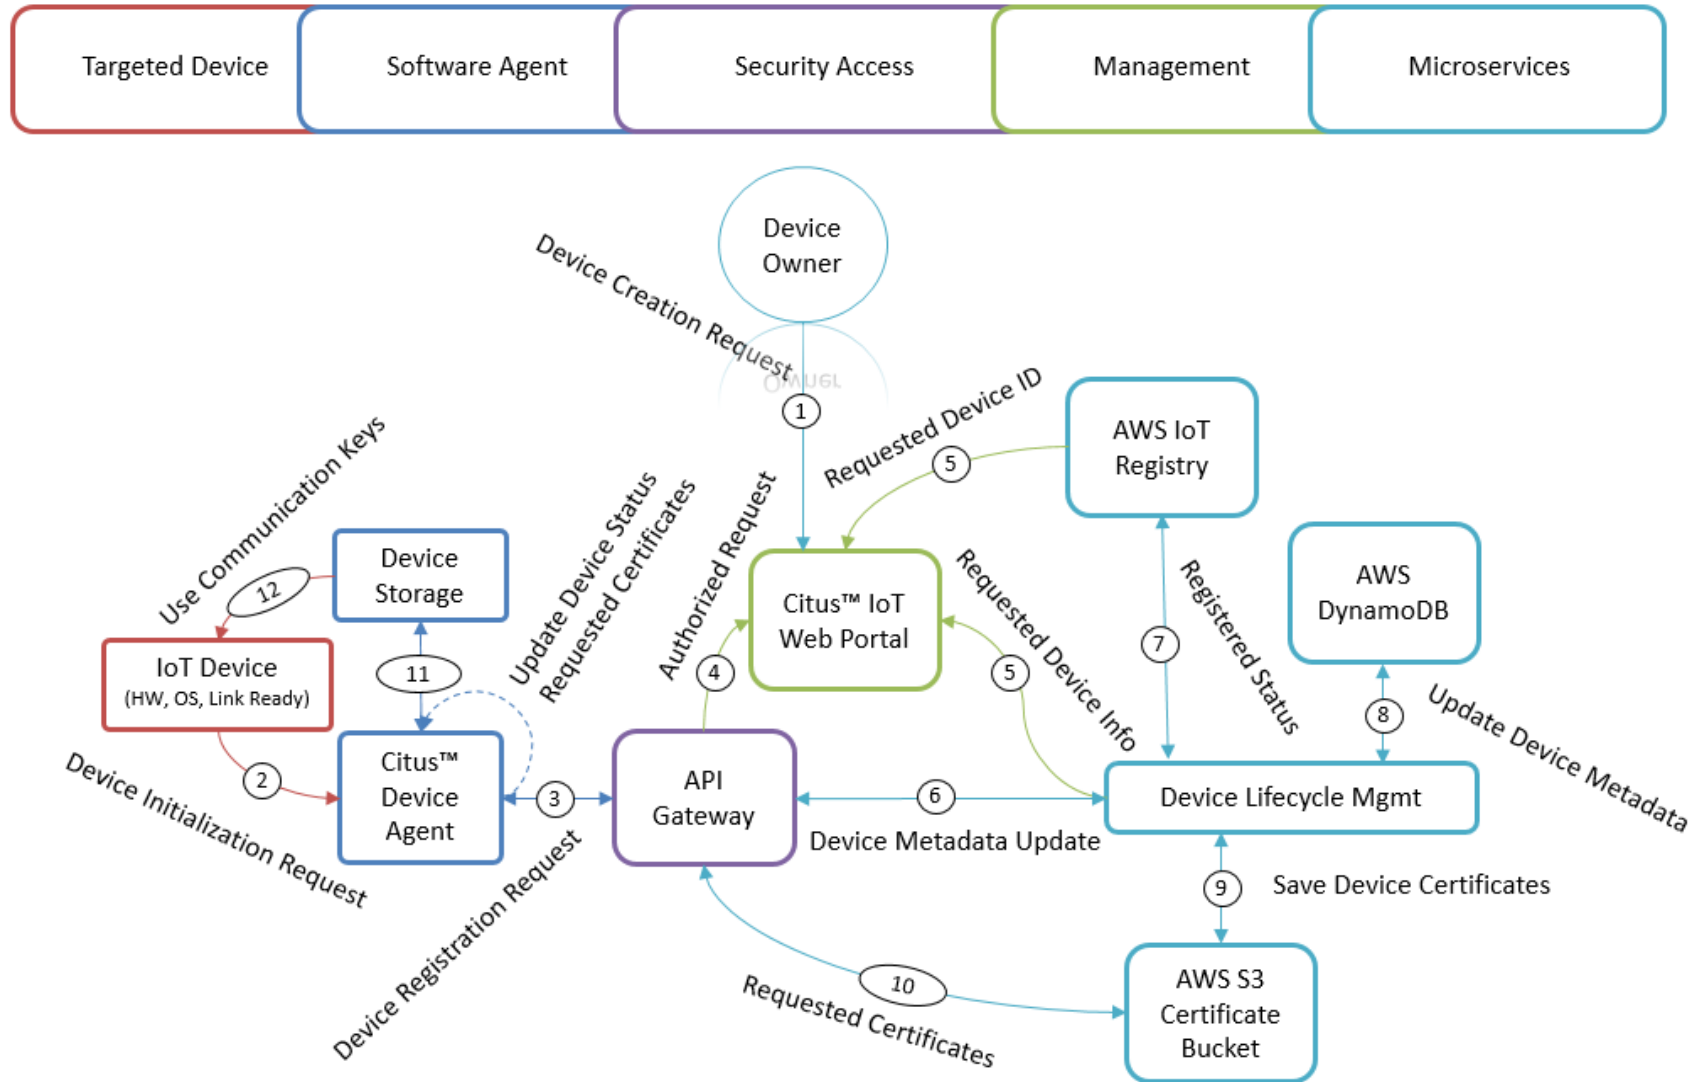 Targeted Device
Software Agent
Security Access
Management
Microservices
Device
Owner
Device Creation Request
Owner
1
Requested Device ID
5
AWS IoT
Registry
Use Communication Keys
12
Device
Storage
Update Device Status
Requested Certificates
Authorized Request
4
Citus™ IoT
Web Portal
Requested Device Info
5
7
Registered Status
AWS
DynamoDB
8
Update Device Metadata
IoT Device
(HW, OS, Link Ready)
11
2
Device Initialization Request
Citus™
Device
Agent
3
Device Registration Request
API
Gateway
6
Device Metadata Update
Device Lifecycle Mgmt
9
Save Device Certificates
10
Requested Certificates
AWS S3
Certificate
Bucket